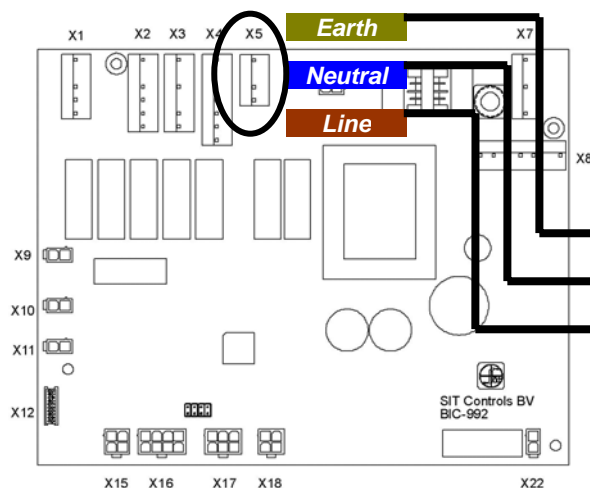 Earth
X1
X2
X3
X4
X5
X7
Neutral
Line
X8
X9
X10
X11
X12
SIT Controls BV
BIC-992
X15
X16
X17
X18
X22